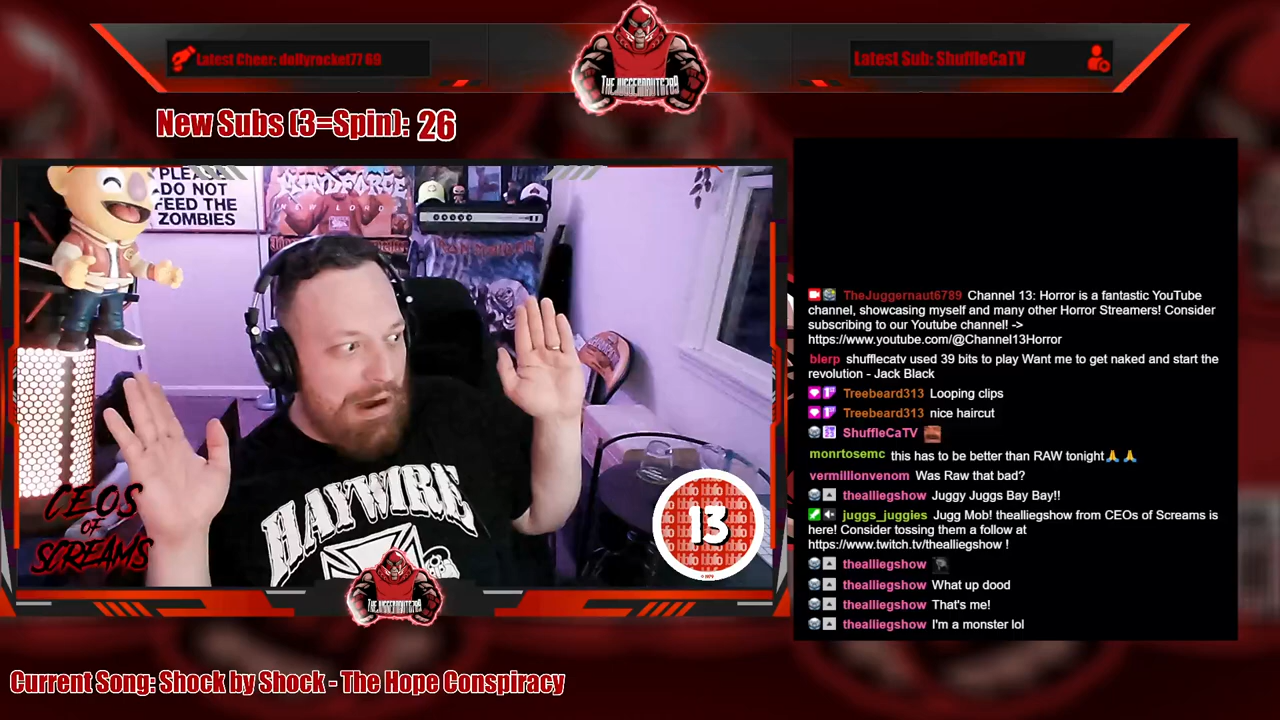 Latest Cheer: dollyrocket77 69
THEJUGGERNAUT6789
Latest Sub: ShuffleCaTV
New Subs (3=Spin): 26
PLEASE
DO NOT
FEED THE
ZOMBIES
MINDFORCE
NEW LORDS
HAYWIRE
CEOS
OF
SCREAMS
13
THEJUGGERNAUT6789
TheJuggernaut6789 Channel 13: Horror is a fantastic YouTube
channel, showcasing myself and many other Horror Streamers! Consider
subscribing to our Youtube channel! ->
https://www.youtube.com/@Channel13Horror
blerp shufflecatv used 39 bits to play Want me to get naked and start the
revolution - Jack Black
Treebeard313 Looping clips
Treebeard313 nice haircut
ShuffleCaTV
monrtosemc this has to be better than RAW tonight🙏 🙏
vermillionvenom Was Raw that bad?
thealliegshow Juggy Juggs Bay Bay!!
juggs_juggies Jugg Mob! thealliegshow from CEOs of Screams is
here! Consider tossing them a follow at
https://www.twitch.tv/thealliegshow !
thealliegshow
thealliegshow What up dood
thealliegshow That's me!
thealliegshow I'm a monster lol
Current Song: Shock by Shock - The Hope Conspiracy